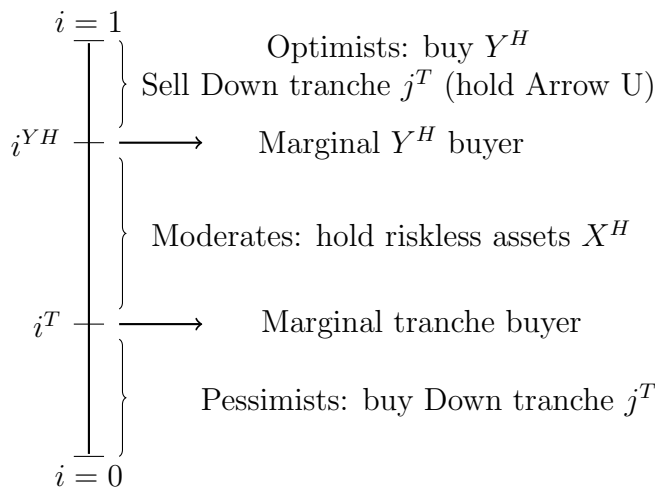 i = 1
Optimists: buy Y^H
Sell Down tranche j^T (hold Arrow U)
i^{YH}
Marginal Y^H buyer
Moderates: hold riskless assets X^H
i^T
Marginal tranche buyer
Pessimists: buy Down tranche j^T
i = 0